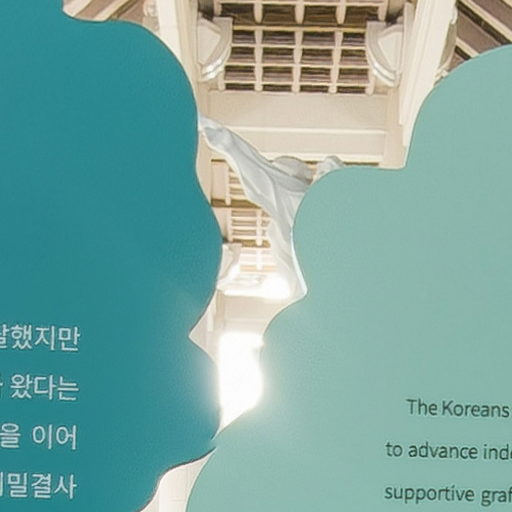 달했지만
왔다는
을 이어
비밀결사
The Koreans
to advance inde
supportive graf